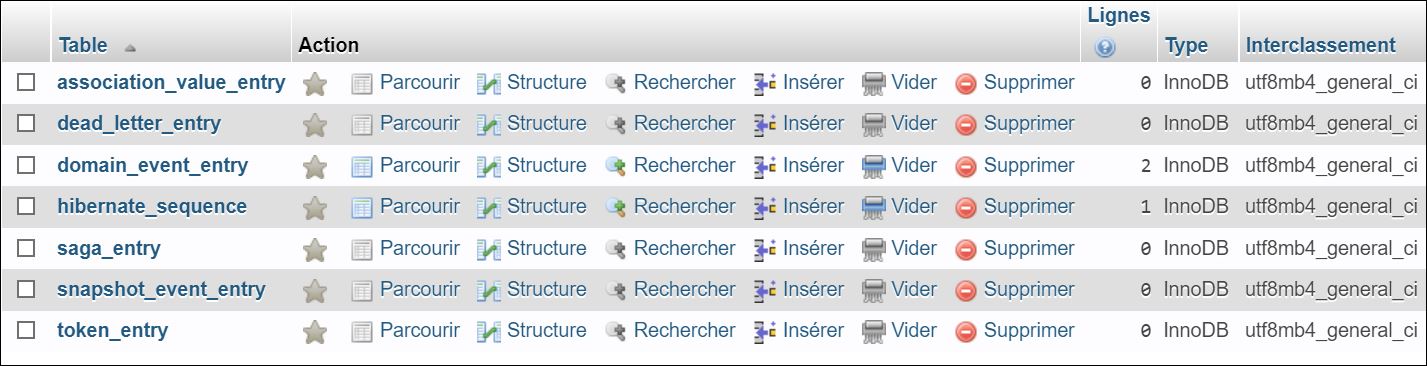 Table Action Lignes Type Interclassement
association_value_entry Parcourir Structure Rechercher Insérer Vider Supprimer 0 InnoDB utf8mb4_general_ci
dead_letter_entry Parcourir Structure Rechercher Insérer Vider Supprimer 0 InnoDB utf8mb4_general_ci
domain_event_entry Parcourir Structure Rechercher Insérer Vider Supprimer 2 InnoDB utf8mb4_general_ci
hibernate_sequence Parcourir Structure Rechercher Insérer Vider Supprimer 1 InnoDB utf8mb4_general_ci
saga_entry Parcourir Structure Rechercher Insérer Vider Supprimer 0 InnoDB utf8mb4_general_ci
snapshot_event_entry Parcourir Structure Rechercher Insérer Vider Supprimer 0 InnoDB utf8mb4_general_ci
token_entry Parcourir Structure Rechercher Insérer Vider Supprimer 0 InnoDB utf8mb4_general_ci